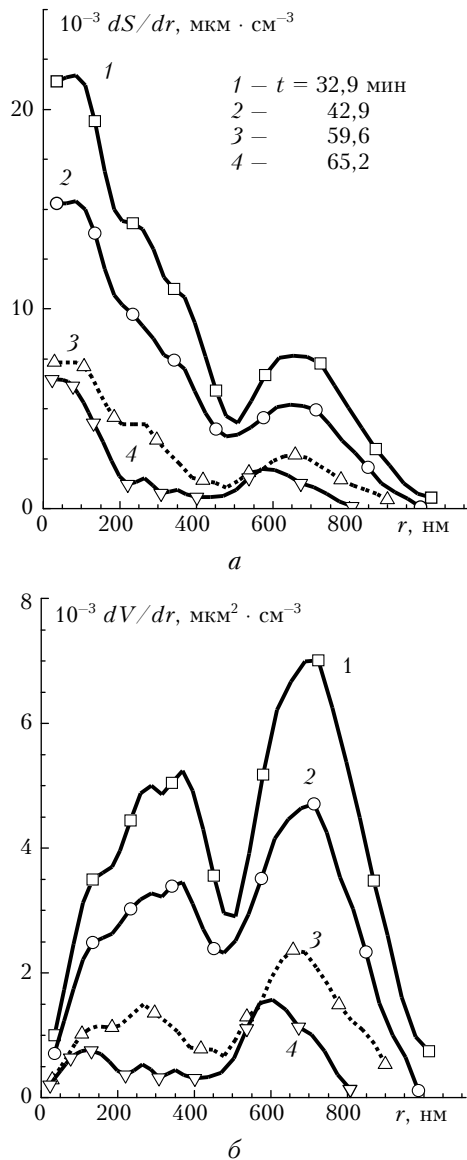 10⁻³ dS/dr, мкм · см⁻³
1
1 – t = 32,9 мин
20
2 – 42,9
3 – 59,6
4 – 65,2
2
10
3
4
0
0 200 400 600 800 r, нм
а
8
10⁻³ dV/dr, мкм² · см⁻³
1
6
2
4
3
2
4
0
0 200 400 600 800 r, нм
б